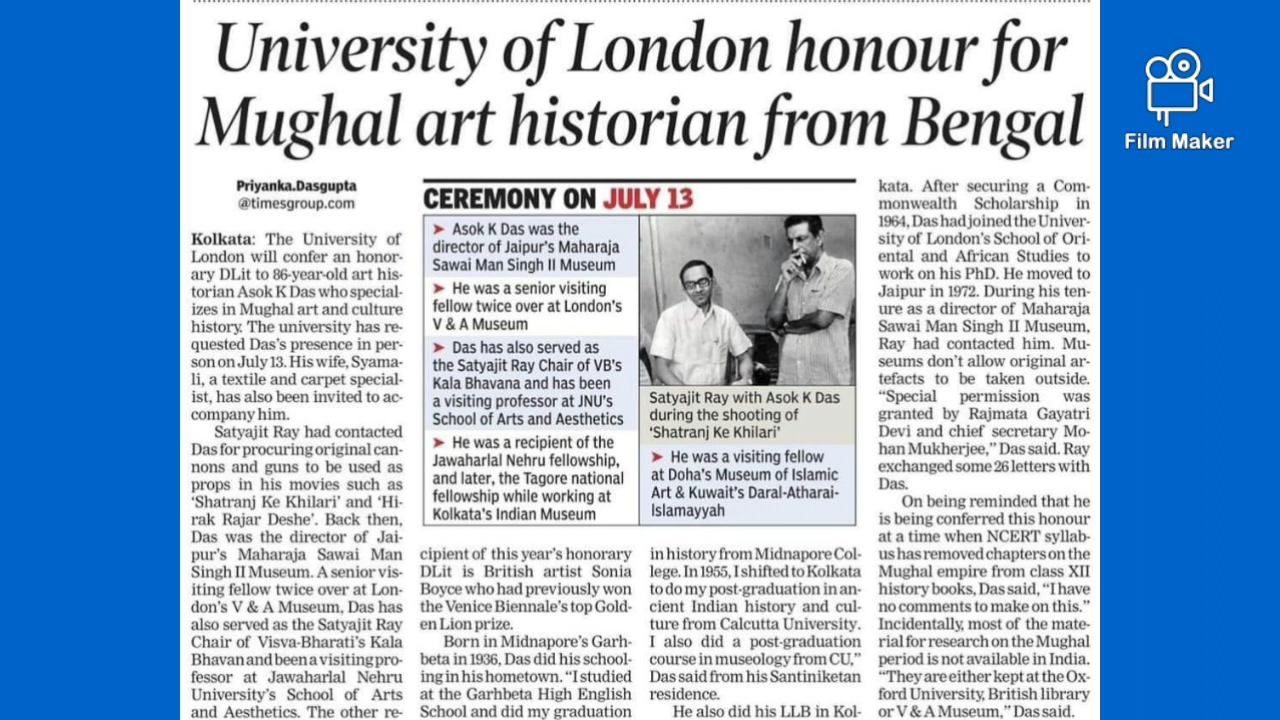 University of London honour for
Mughal art historian from Bengal
Priyanka.Dasgupta
@timesgroup.com
Kolkata: The University of
London will confer an honor-
ary DLit to 86-year-old art his-
torian Asok K Das who special-
izes in Mughal art and culture
history. The university has re-
quested Das's presence in per-
son on July 13. His wife, Syama-
li, a textile and carpet special-
ist, has also been invited to ac-
company him.
Satyajit Ray had contacted
Das for procuring original can-
nons and guns to be used as
props in his movies such as
'Shatranj Ke Khilari' and 'Hi-
rak Rajar Deshe'. Back then,
Das was the director of Jai-
pur's Maharaja Sawai Man
Singh II Museum. A senior vis-
iting fellow twice over at Lon-
don's V & A Museum, Das has
also served as the Satyajit Ray
Chair of Visva-Bharati's Kala
Bhavan and been a visiting pro-
fessor at Jawaharlal Nehru
University's School of Arts
and Aesthetics. The other re-
CEREMONY ON JULY 13
➤ Asok K Das was the
director of Jaipur's Maharaja
Sawai Man Singh II Museum
➤ He was a senior visiting
fellow twice over at London's
V & A Museum
➤ Das has also served as
the Satyajit Ray Chair of VB's
Kala Bhavana and has been
a visiting professor at JNU's
School of Arts and Aesthetics
➤ He was a recipient of the
Jawaharlal Nehru fellowship,
and later, the Tagore national
fellowship while working at
Kolkata's Indian Museum
Satyajit Ray with Asok K Das
during the shooting of
'Shatranj Ke Khilari'
➤ He was a visiting fellow
at Doha's Museum of Islamic
Art & Kuwait's Daral-Atharai-
Islamayyah
cipient of this year's honorary
DLit is British artist Sonia
Boyce who had previously won
the Venice Biennale's top Gold-
en Lion prize.
Born in Midnapore's Garh-
beta in 1936, Das did his school-
ing in his hometown. "I studied
at the Garhbeta High English
School and did my graduation
in history from Midnapore Col-
lege. In 1955, I shifted to Kolkata
to do my post-graduation in an-
cient Indian history and cul-
ture from Calcutta University.
I also did a post-graduation
course in museology from CU,"
Das said from his Santiniketan
residence.
He also did his LLB in Kol-
kata. After securing a Com-
monwealth Scholarship in
1964, Das had joined the Univer-
sity of London's School of Ori-
ental and African Studies to
work on his PhD. He moved to
Jaipur in 1972. During his ten-
ure as a director of Maharaja
Sawai Man Singh II Museum,
Ray had contacted him. Mu-
seums don't allow original ar-
tefacts to be taken outside.
"Special permission was
granted by Rajmata Gayatri
Devi and chief secretary Mo-
han Mukherjee," Das said. Ray
exchanged some 26 letters with
Das.
On being reminded that he
is being conferred this honour
at a time when NCERT syllab-
us has removed chapters on the
Mughal empire from class XII
history books, Das said, "I have
no comments to make on this."
Incidentally, most of the mate-
rial for research on the Mughal
period is not available in India.
"They are either kept at the Ox-
ford University, British library
or V & A Museum," Das said.
Film Maker